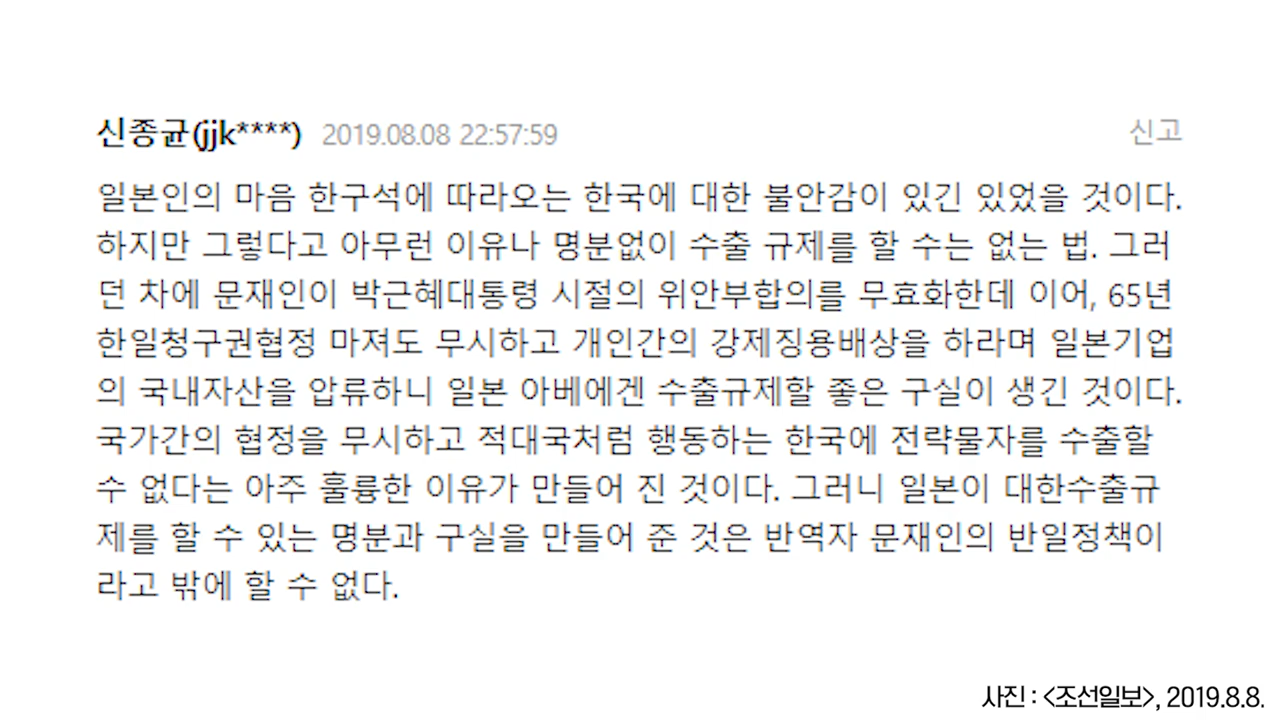 신종균(jjk****) 2019.08.08 22:57:59 신고
일본인의 마음 한구석에 따라오는 한국에 대한 불안감이 있긴 있었을 것이다.
하지만 그렇다고 아무런 이유나 명분없이 수출 규제를 할 수는 없는 법. 그러
던 차에 문재인이 박근혜대통령 시절의 위안부합의를 무효화한데 이어, 65년
한일청구권협정 마져도 무시하고 개인간의 강제징용배상을 하라며 일본기업
의 국내자산을 압류하니 일본 아베에겐 수출규제할 좋은 구실이 생긴 것이다.
국가간의 협정을 무시하고 적대국처럼 행동하는 한국에 전략물자를 수출할
수 없다는 아주 훌륭한 이유가 만들어 진 것이다. 그러니 일본이 대한수출규
제를 할 수 있는 명분과 구실을 만들어 준 것은 반역자 문재인의 반일정책이
라고 밖에 할 수 없다.
사진 : <조선일보>, 2019.8.8.